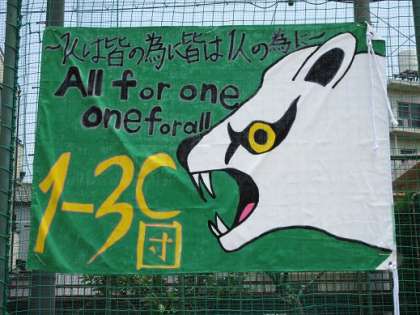 ～1人は皆の為に皆は1人の為に～
All for one
one for all
1-3C
団